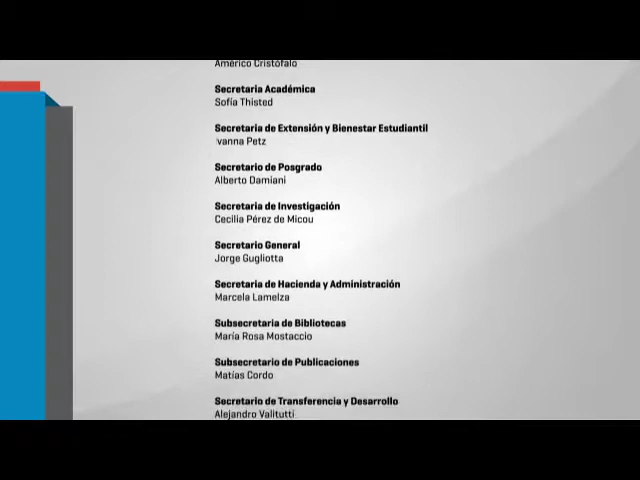 Américo Cristófalo
Secretaria Académica
Sofía Thisted
Secretaria de Extensión y Bienestar Estudiantil
Ivanna Petz
Secretario de Posgrado
Alberto Damiani
Secretaria de Investigación
Cecilia Pérez de Micou
Secretario General
Jorge Gugliotta
Secretaria de Hacienda y Administración
Marcela Lamelza
Subsecretaria de Bibliotecas
María Rosa Mostaccio
Subsecretario de Publicaciones
Matías Cordo
Secretario de Transferencia y Desarrollo
Alejandro Valitutti